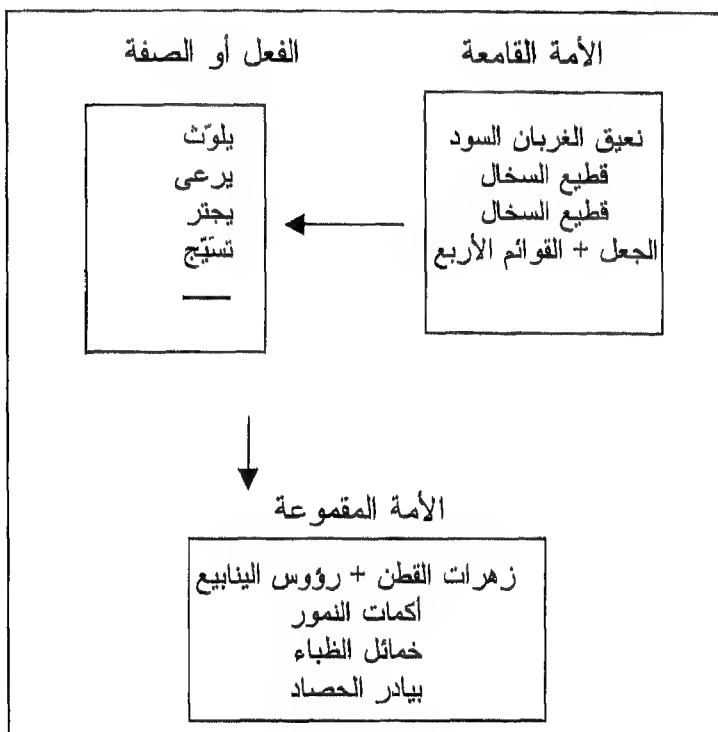 الأمة القامعة
نعيق الغربان السود
قطيع السخال
قطيع السخال
الجعل + القوائم الأربع
الفعل أو الصفة
يلوّث
يرعى
يجتر
تسَيّج
الأمة المقموعة
زهرات القطن + رؤوس الينابيع
أكمات النمور
خمائل الظباء
بيادر الحصاد